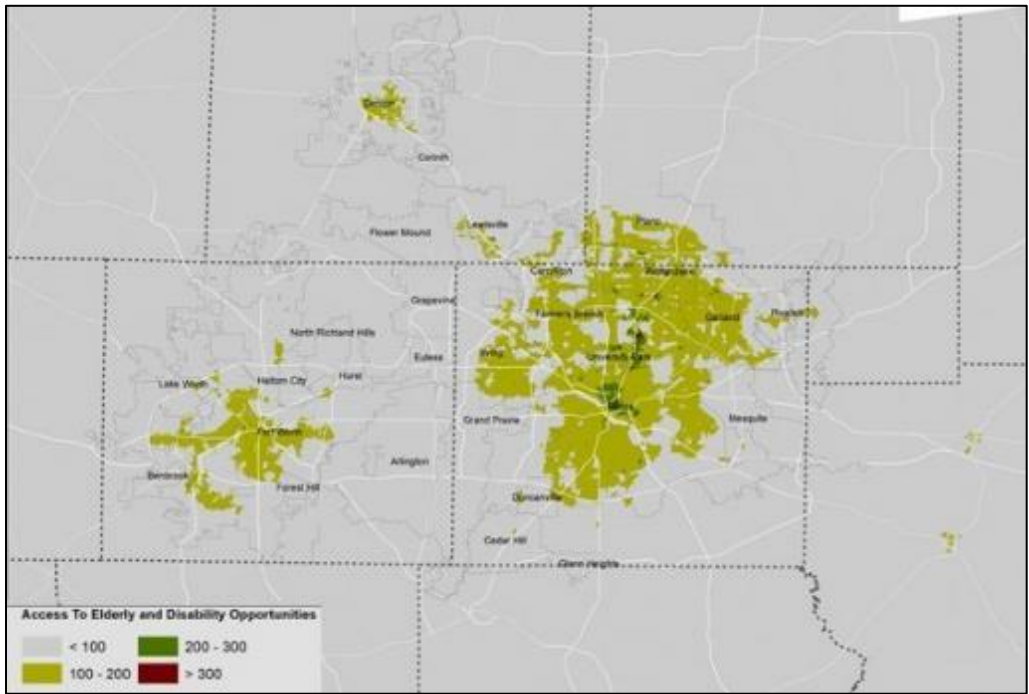 Denton
Corinth
Flower Mound
Lewisville
Plano
Carrollton
Richardson
Grapevine
Farmers Branch
Garland
Rowlett
North Richland Hills
Euless
Irving
University Park
Lake Worth
Haltom City
Hurst
Grand Prairie
Mesquite
Fort Worth
Arlington
Benbrook
Forest Hill
Duncanville
Cedar Hill
Glenn Heights
Access To Elderly and Disability Opportunities
< 100
200 - 300
100 - 200
> 300